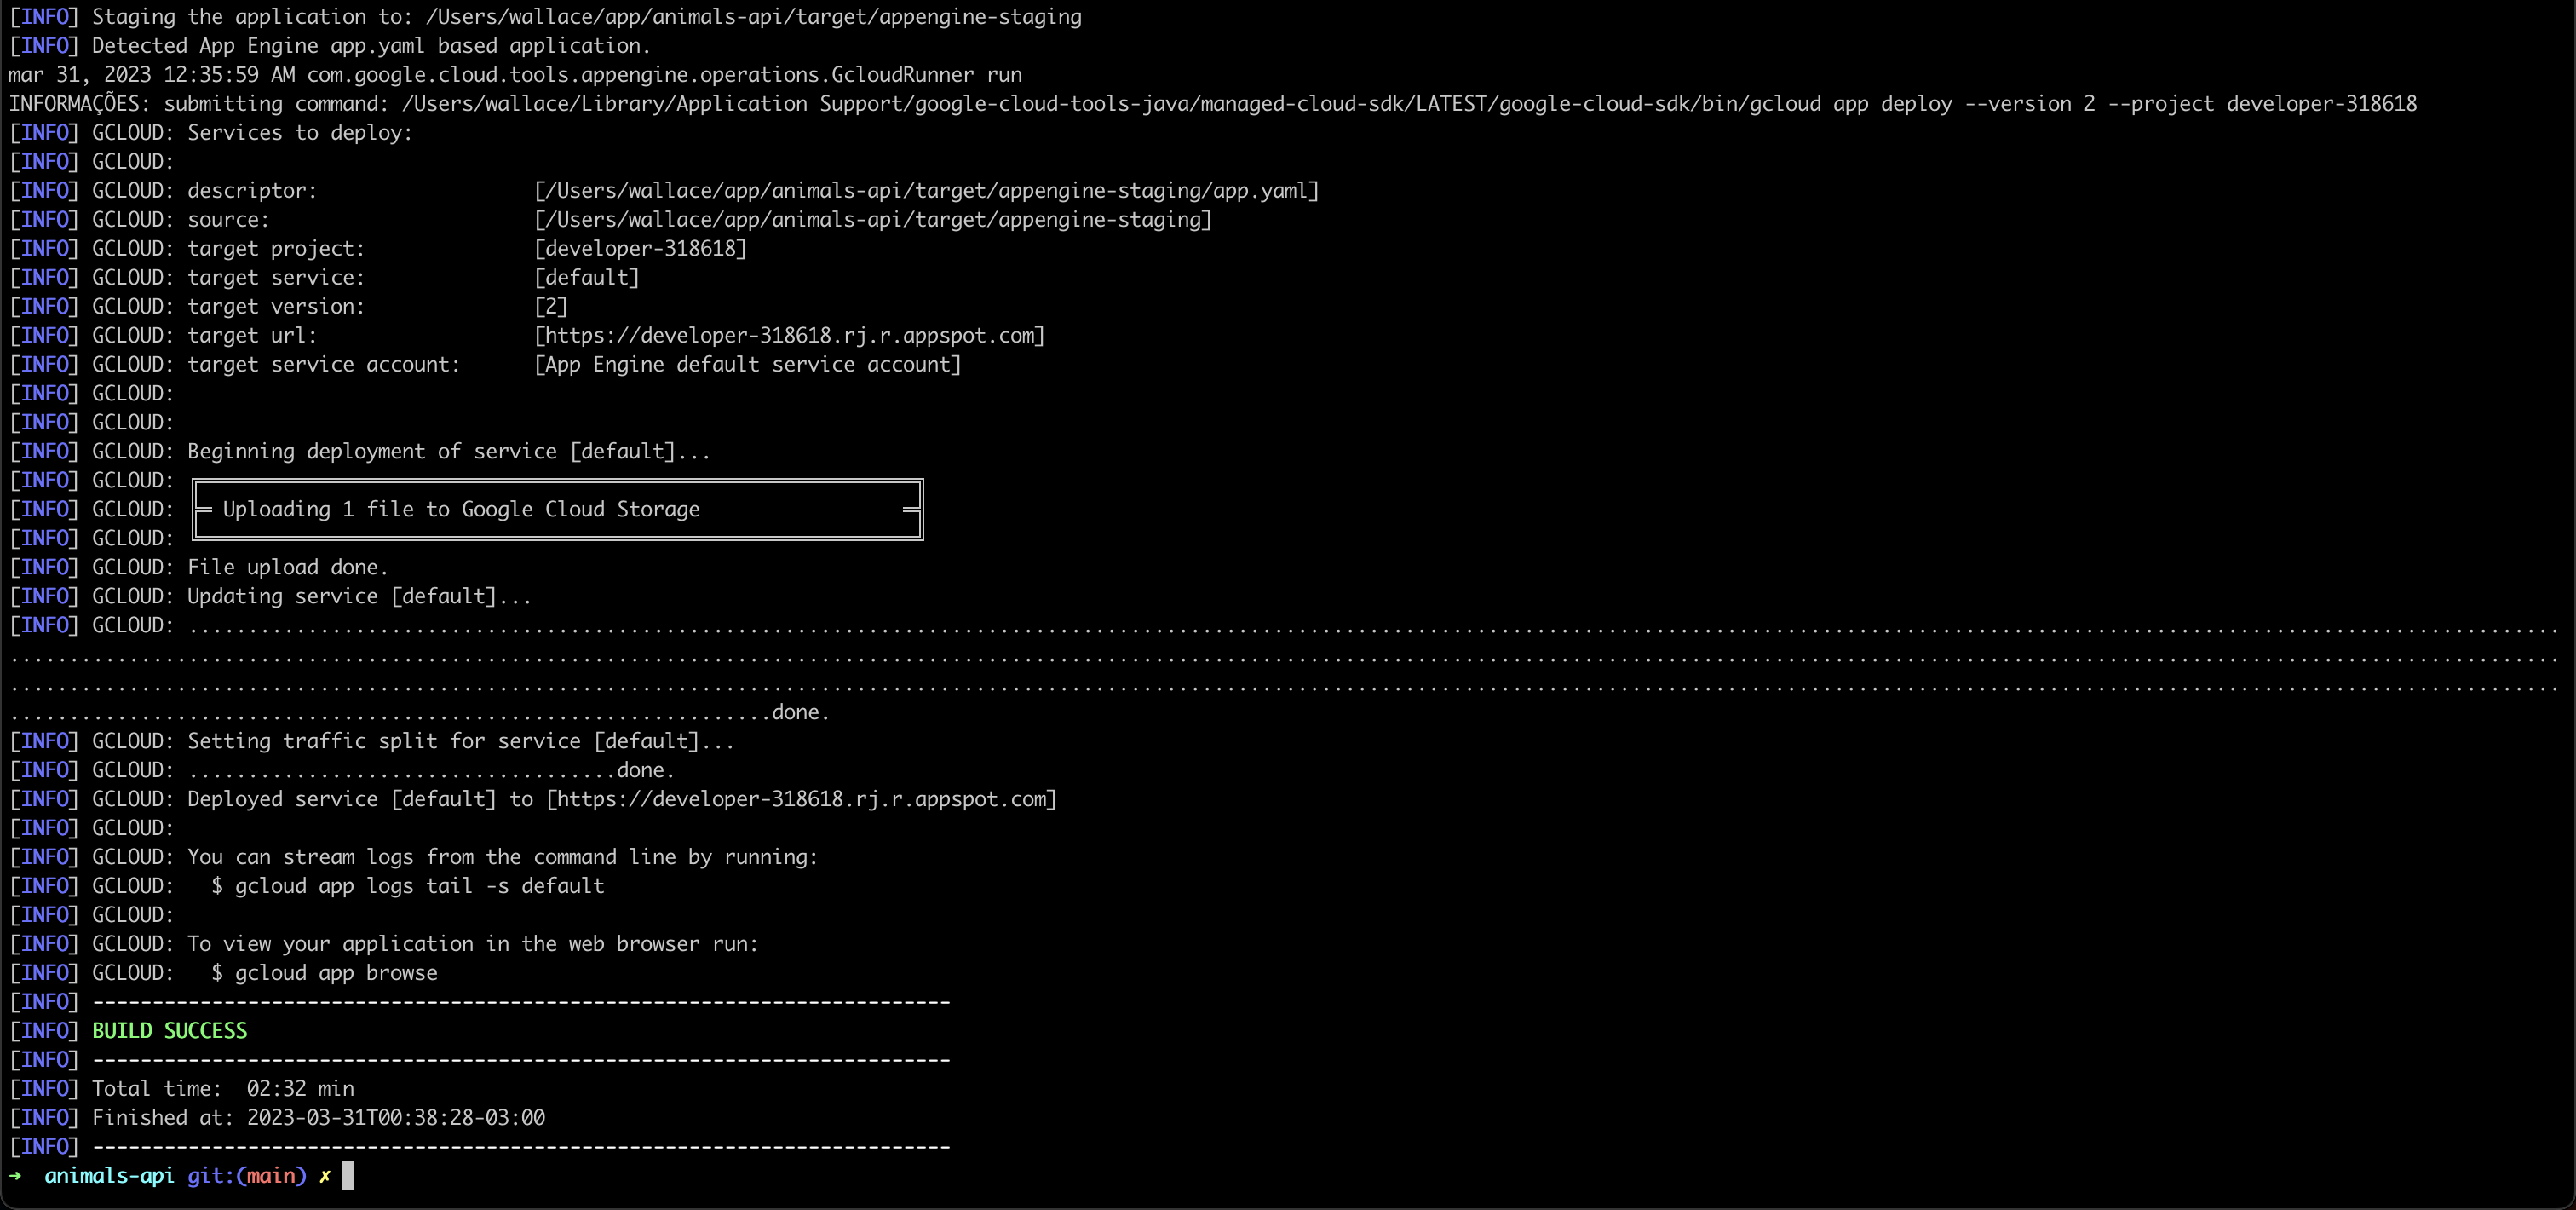 [INFO] Staging the application to: /Users/wallace/app/animals-api/target/appengine-staging
[INFO] Detected App Engine app.yaml based application.
mar 31, 2023 12:35:59 AM com.google.cloud.tools.appengine.operations.GcloudRunner run
INFORMAÇÕES: submitting command: /Users/wallace/Library/Application Support/google-cloud-tools-java/managed-cloud-sdk/LATEST/google-cloud-sdk/bin/gcloud app deploy --version 2 --project developer-318618
[INFO] GCLOUD: Services to deploy:
[INFO] GCLOUD:
[INFO] GCLOUD: descriptor: [/Users/wallace/app/animals-api/target/appengine-staging/app.yaml]
[INFO] GCLOUD: source: [/Users/wallace/app/animals-api/target/appengine-staging]
[INFO] GCLOUD: target project: [developer-318618]
[INFO] GCLOUD: target service: [default]
[INFO] GCLOUD: target version: [2]
[INFO] GCLOUD: target url: [https://developer-318618.rj.r.appspot.com]
[INFO] GCLOUD: target service account: [App Engine default service account]
[INFO] GCLOUD:
[INFO] GCLOUD:
[INFO] GCLOUD: Beginning deployment of service [default]...
[INFO] GCLOUD:
[INFO] GCLOUD: Uploading 1 file to Google Cloud Storage
[INFO] GCLOUD:
[INFO] GCLOUD: File upload done.
[INFO] GCLOUD: Updating service [default]...
[INFO] GCLOUD: ................................................................
................................................................
................................................................
................................................................done.
[INFO] GCLOUD: Setting traffic split for service [default]...
[INFO] GCLOUD: ....................................done.
[INFO] GCLOUD: Deployed service [default] to [https://developer-318618.rj.r.appspot.com]
[INFO] GCLOUD:
[INFO] GCLOUD: You can stream logs from the command line by running:
[INFO] GCLOUD:   $ gcloud app logs tail -s default
[INFO] GCLOUD:
[INFO] GCLOUD: To view your application in the web browser run:
[INFO] GCLOUD:   $ gcloud app browse
[INFO] ------------------------------------------------------------------------
[INFO] BUILD SUCCESS
[INFO] ------------------------------------------------------------------------
[INFO] Total time:  02:32 min
[INFO] Finished at: 2023-03-31T00:38:28-03:00
[INFO] ------------------------------------------------------------------------
➜  animals-api git:(main) ✗